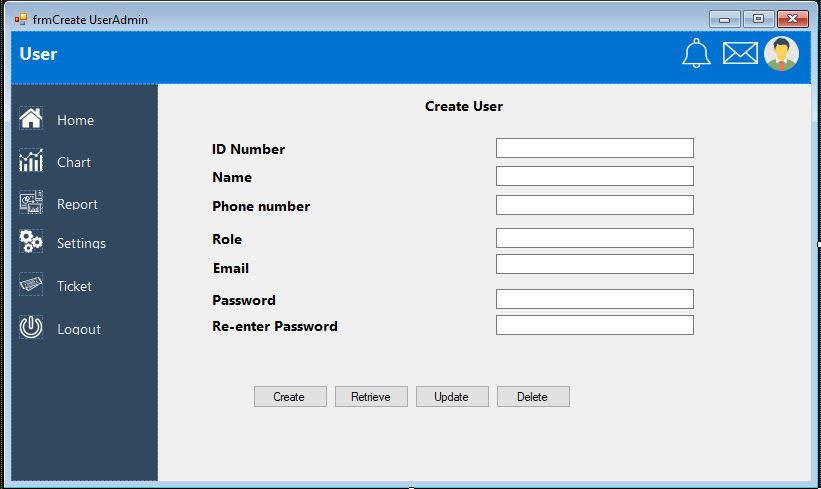 frmCreate UserAdmin
User
Home
Chart
Report
Settings
Ticket
Logout
Create User
ID Number
Name
Phone number
Role
Email
Password
Re-enter Password
Create Retrieve Update Delete